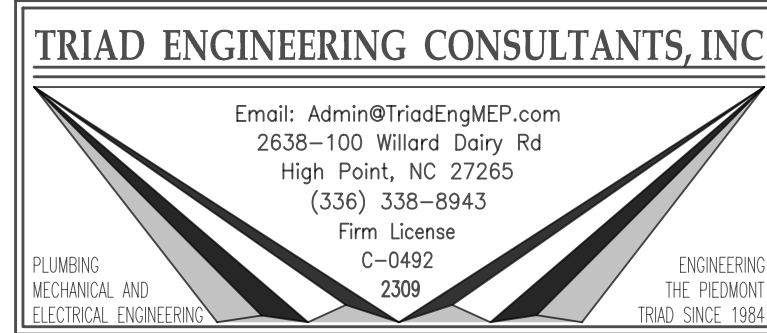 TRIAD ENGINEERING CONSULTANTS, INC
Email: Admin@TriadEngMEP.com
2638-100 Willard Dairy Rd
High Point, NC 27265
(336) 338-8943
Firm License
C-0492
2309
PLUMBING
MECHANICAL AND
ELECTRICAL ENGINEERING
ENGINEERING
THE PIEDMONT
TRIAD SINCE 1984